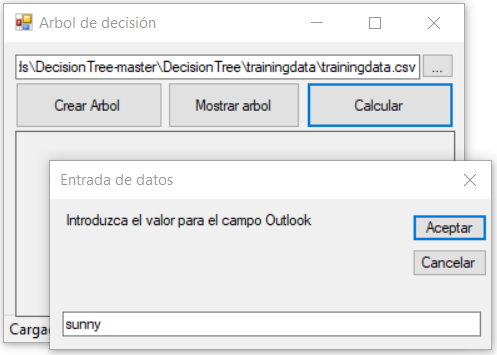 Arbol de decisión
ls\DecisionTree-master\DecisionTree\trainingdata\trainingdata.csv
...
Crear Arbol
Mostrar arbol
Calcular
Entrada de datos
Introduzca el valor para el campo Outlook
Aceptar
Cancelar
sunny